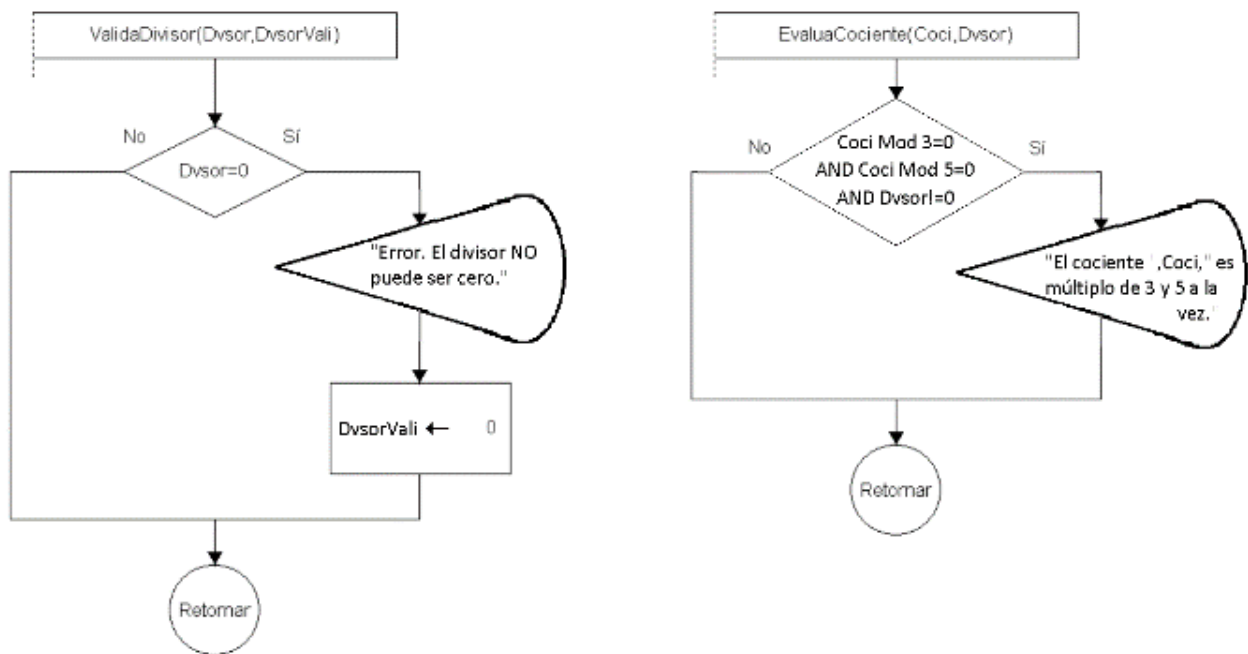 ValidaDivisor(Dvsor,DvsorVali)
No
Sí
Dvsor=0
"Error. El divisor NO
puede ser cero."
DvsorVali ← 0
Retornar
EvaluaCociente(Coci,Dvsor)
No
Sí
Coci Mod 3=0
AND Coci Mod 5=0
AND Dvsor!=0
"El cociente ",Coci," es
múltiplo de 3 y 5 a la
vez."
Retornar